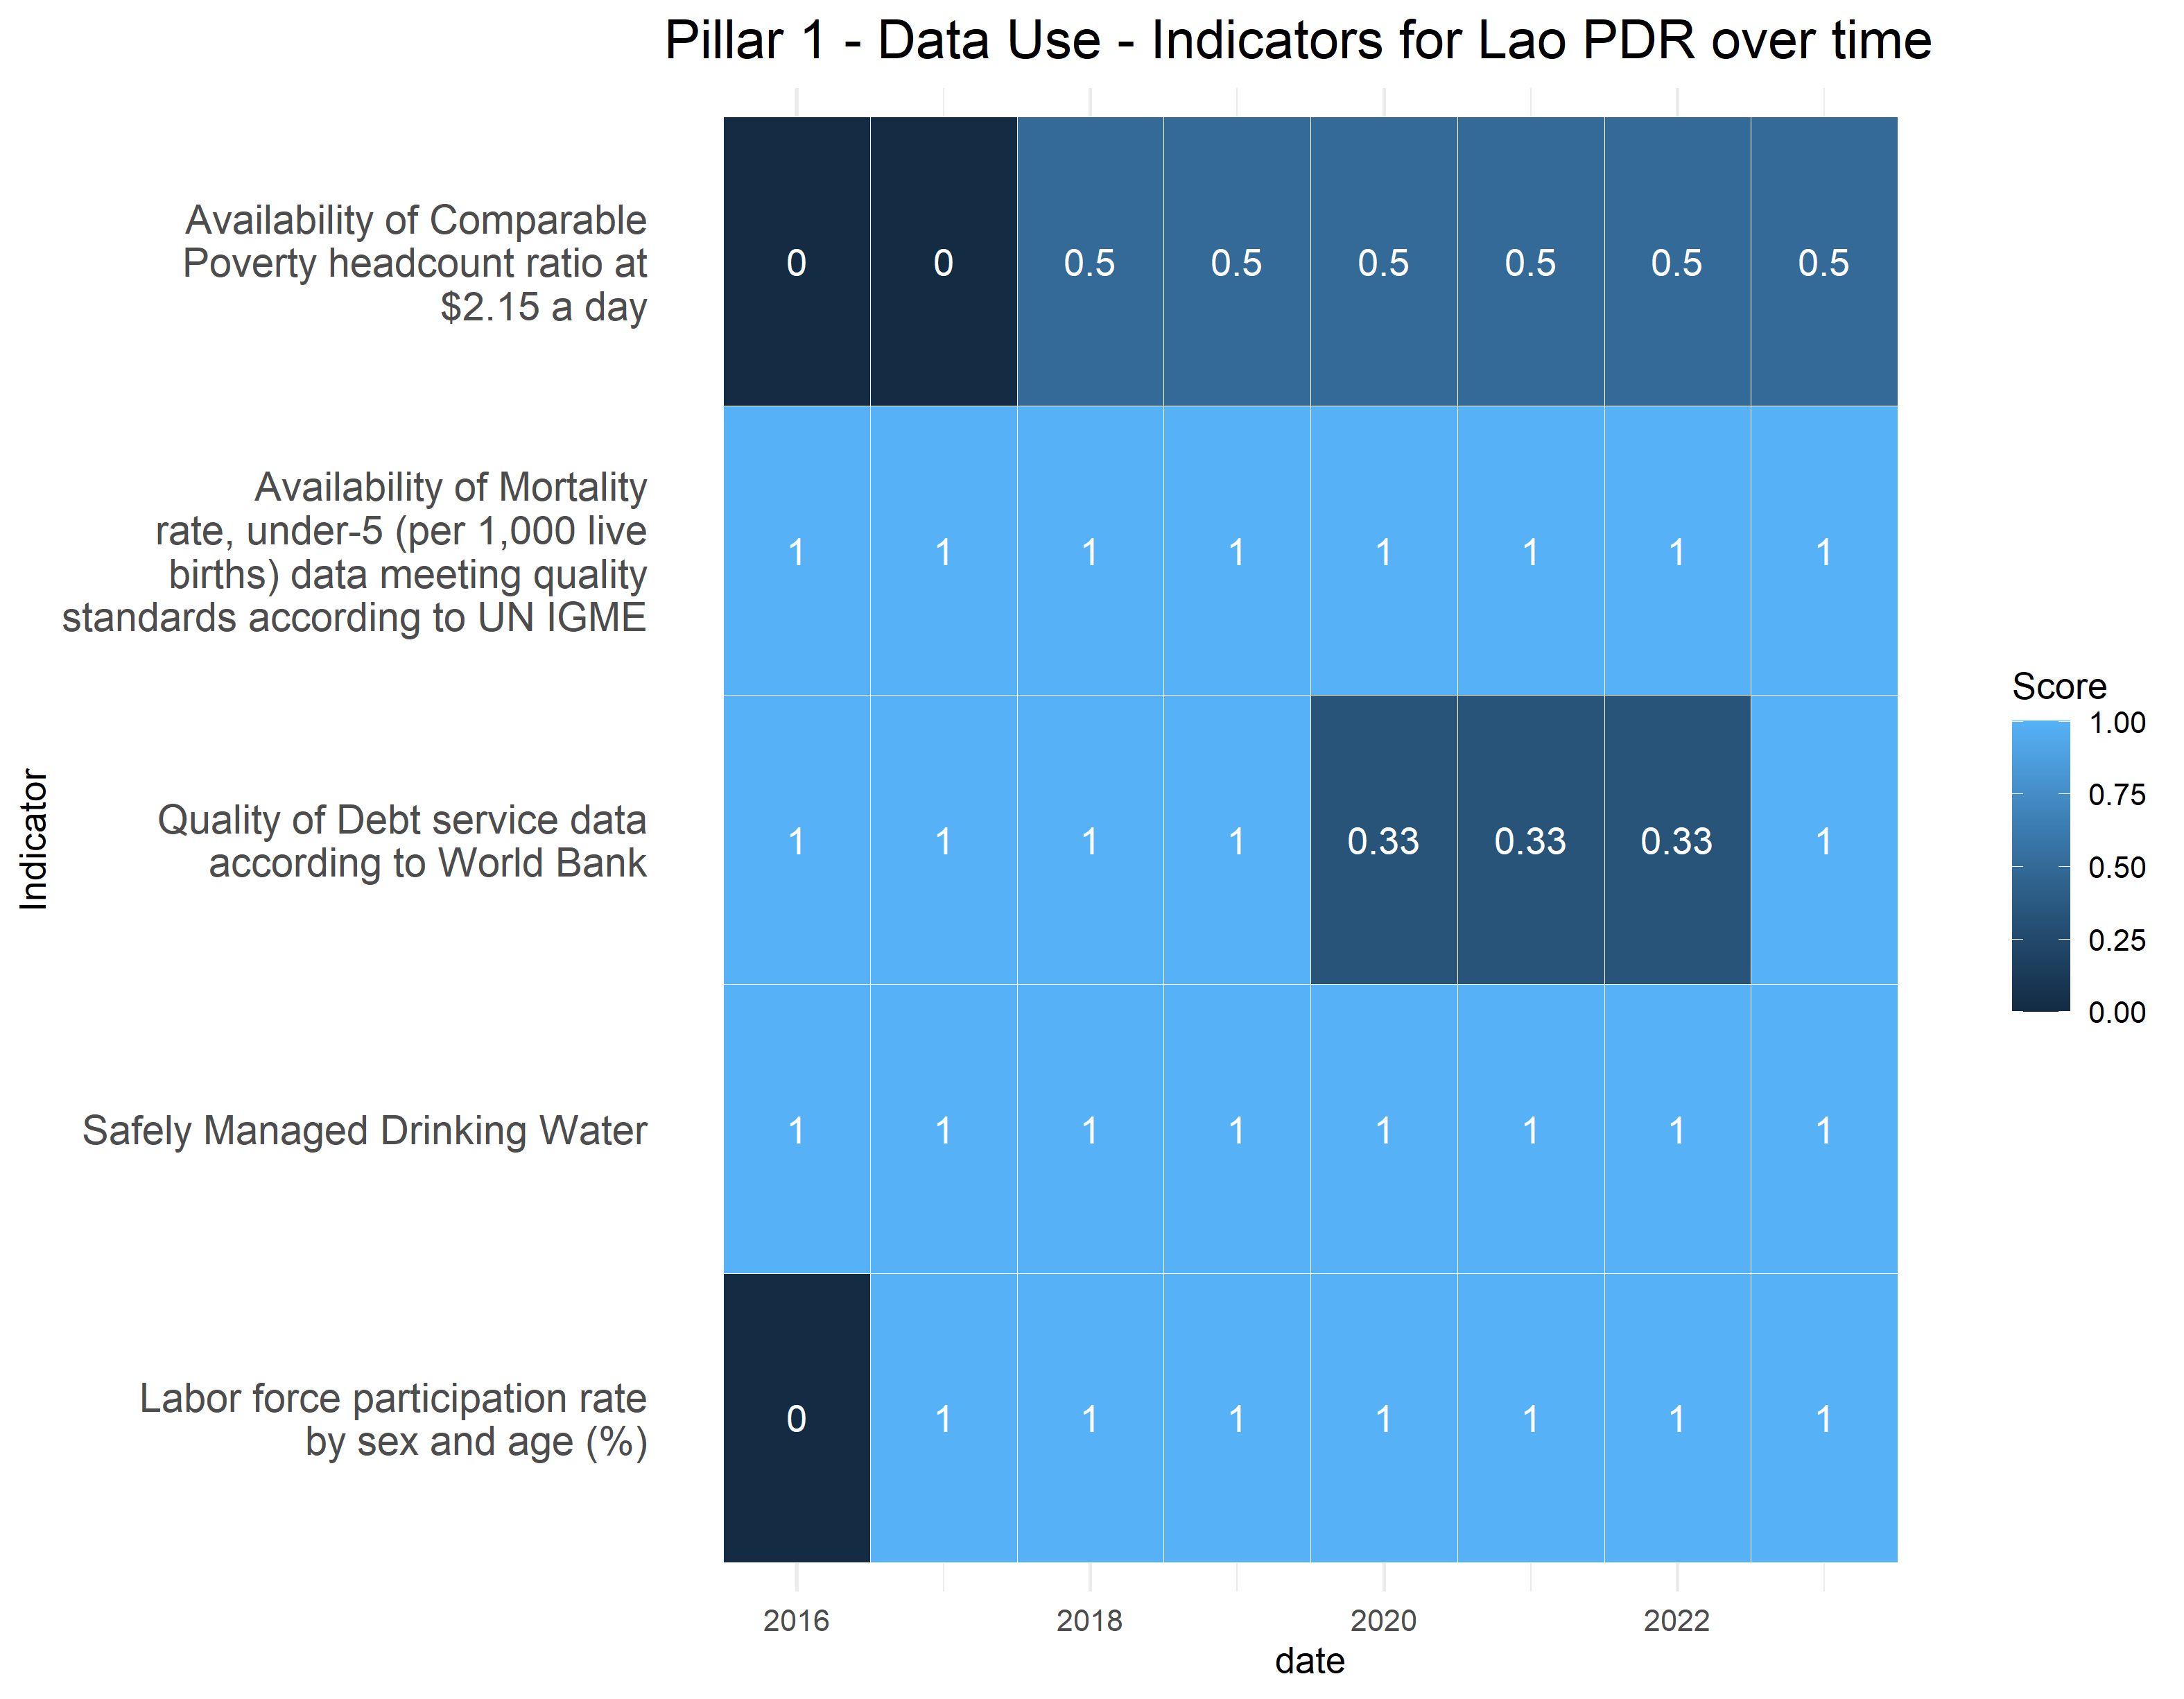 Pillar 1 - Data Use - Indicators for Lao PDR over time
Indicator
Availability of Comparable
Poverty headcount ratio at
$2.15 a day
0 0 0.5 0.5 0.5 0.5 0.5 0.5
Availability of Mortality
rate, under-5 (per 1,000 live
births) data meeting quality
standards according to UN IGME
1 1 1 1 1 1 1 1
Quality of Debt service data
according to World Bank
1 1 1 1 0.33 0.33 0.33 1
Safely Managed Drinking Water
1 1 1 1 1 1 1 1
Labor force participation rate
by sex and age (%)
0 1 1 1 1 1 1 1
2016 2018 2020 2022
date
Score
1.00
0.75
0.50
0.25
0.00